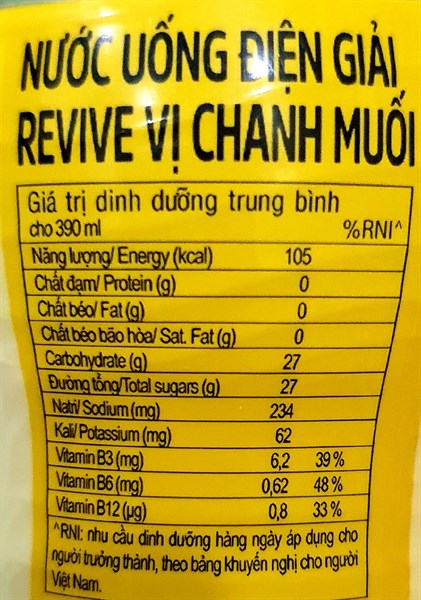 NƯỚC UỐNG ĐIỆN GIẢI
REVIVE VỊ CHANH MUỐI
Giá trị dinh dưỡng trung bình
cho 390 ml %RNI^
Năng lượng/ Energy (kcal) 105
Chất đạm/ Protein (g) 0
Chất béo/ Fat (g) 0
Chất béo bão hòa/ Sat. Fat (g) 0
Carbohydrate (g) 27
Đường tổng/Total sugars (g) 27
Natri/ Sodium (mg) 234
Kali/ Potassium (mg) 62
Vitamin B3 (mg) 6,2 39%
Vitamin B6 (mg) 0,62 48%
Vitamin B12 (µg) 0,8 33%
^RNI: nhu cầu dinh dưỡng hàng ngày áp dụng cho
người trưởng thành, theo bảng khuyến nghị cho người
Việt Nam.